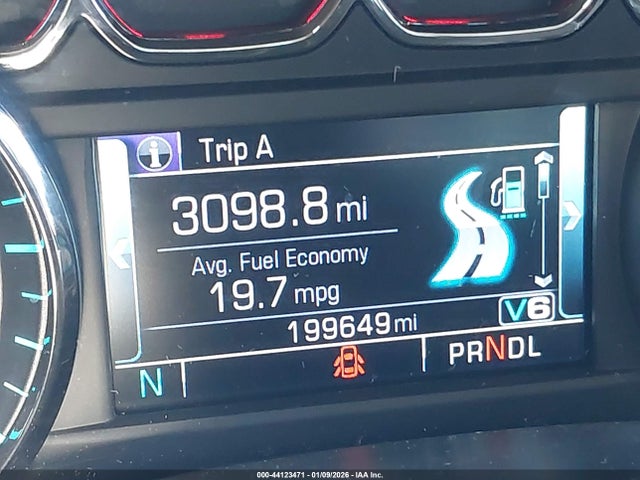 i Trip A
3098.8 mi
Avg. Fuel Economy
19.7 mpg
V6
199649 mi
N PRNDL
000-44123471 | 01/09/2026 - IAA Inc.